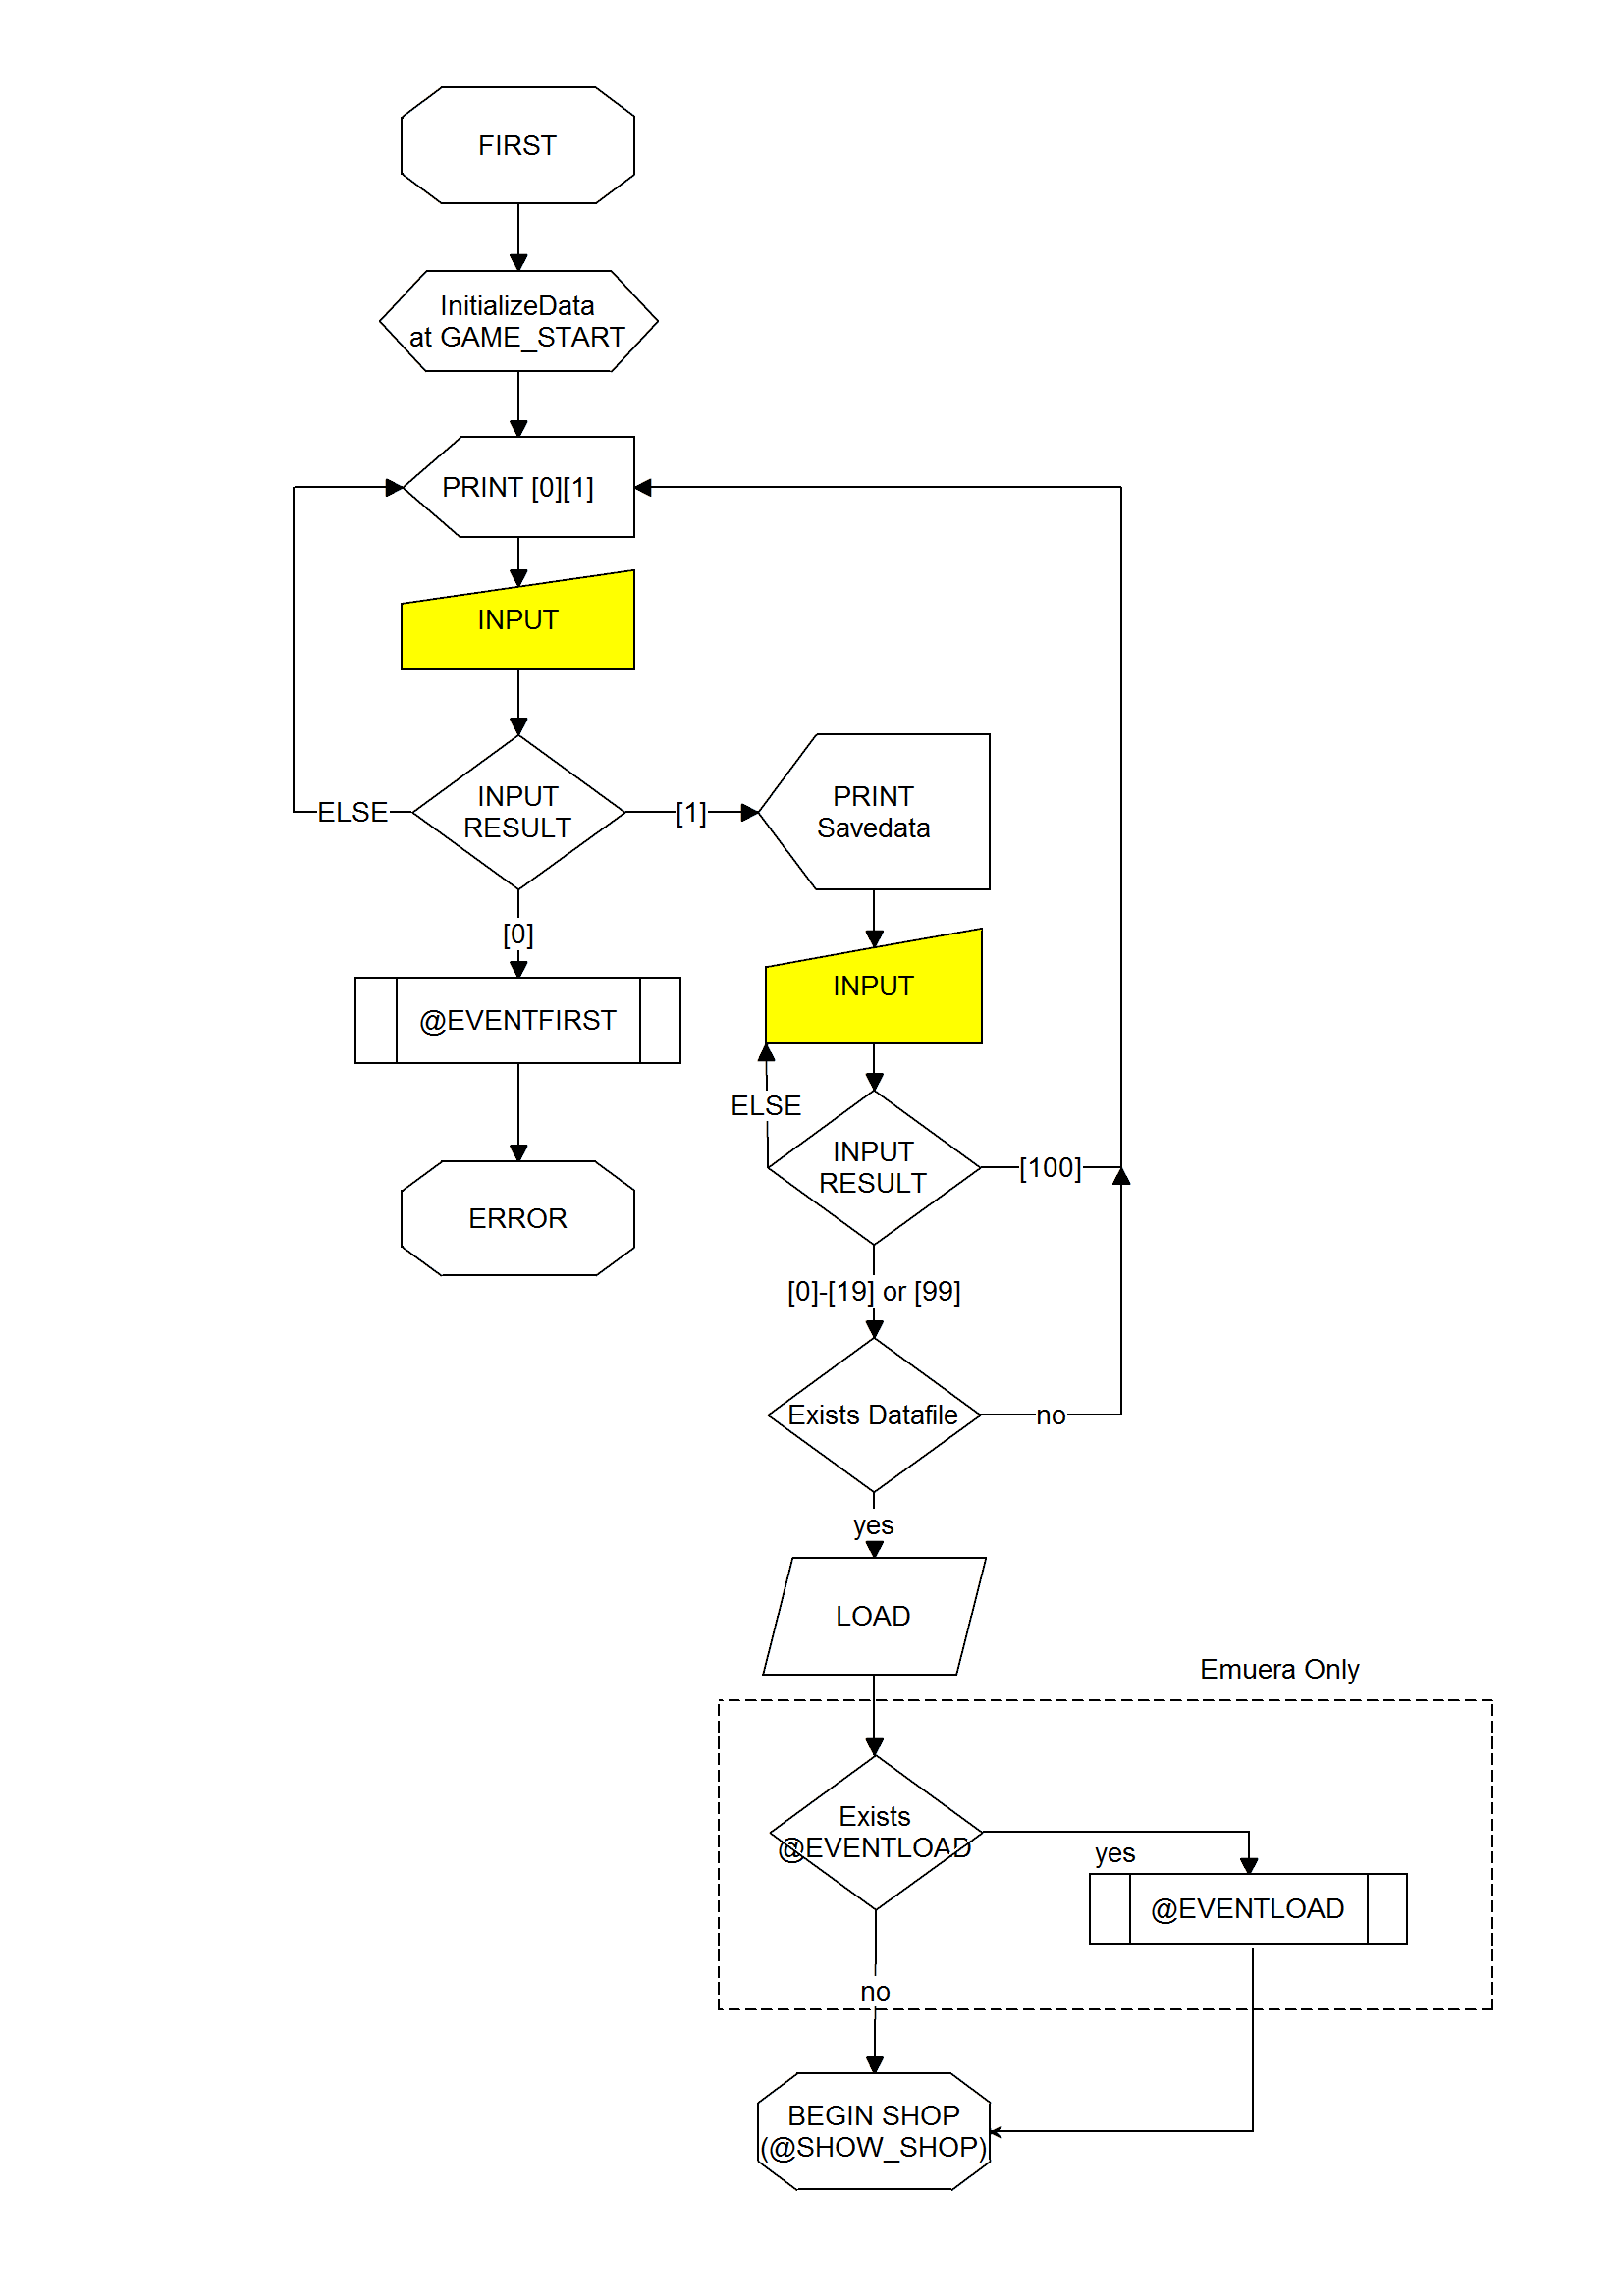 FIRST
InitializeData
at GAME_START
PRINT [0][1]
INPUT
INPUT
RESULT
ELSE
[1]
PRINT
Savedata
[0]
@EVENTFIRST
ERROR
INPUT
ELSE
INPUT
RESULT
[100]
[0]-[19] or [99]
Exists Datafile
no
yes
LOAD
Emuera Only
Exists
@EVENTLOAD
yes
@EVENTLOAD
no
BEGIN SHOP
(@SHOW_SHOP)